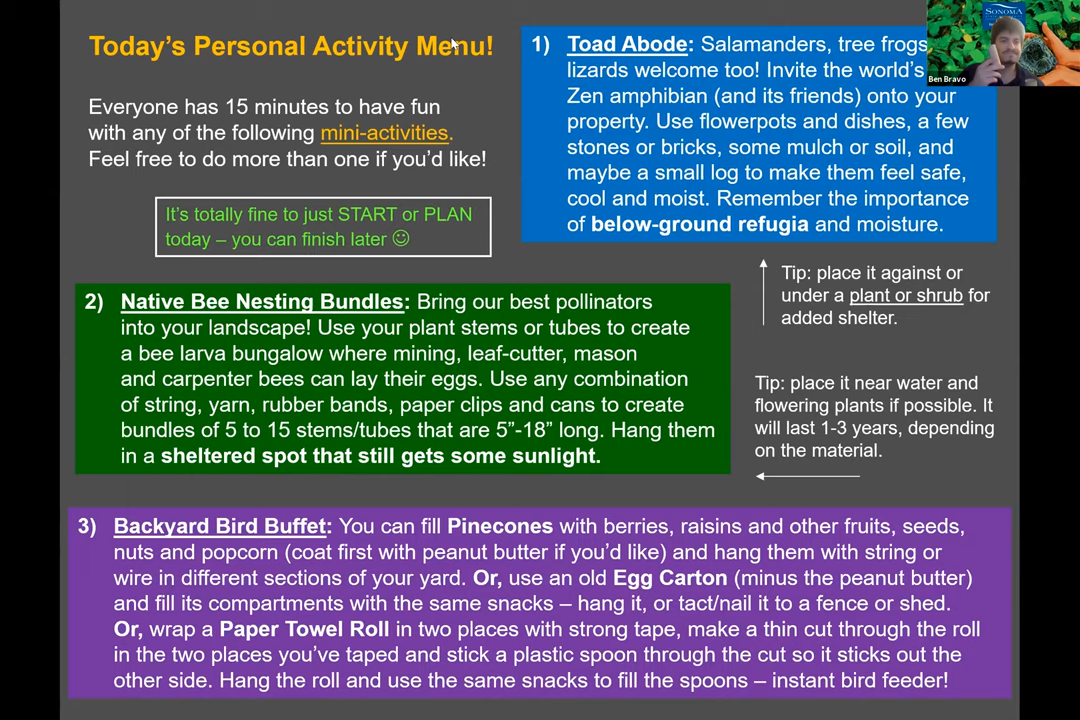 Today's Personal Activity Menu!
Everyone has 15 minutes to have fun
with any of the following mini-activities.
Feel free to do more than one if you'd like!
It's totally fine to just START or PLAN
today – you can finish later ☺
1) Toad Abode: Salamanders, tree frogs
lizards welcome too! Invite the world's
Zen amphibian (and its friends) onto your
property. Use flowerpots and dishes, a few
stones or bricks, some mulch or soil, and
maybe a small log to make them feel safe,
cool and moist. Remember the importance
of below-ground refugia and moisture.
SONOMA
Ben Bravo
Tip: place it against or
under a plant or shrub for
added shelter.
2) Native Bee Nesting Bundles: Bring our best pollinators
into your landscape! Use your plant stems or tubes to create
a bee larva bungalow where mining, leaf-cutter, mason
and carpenter bees can lay their eggs. Use any combination
of string, yarn, rubber bands, paper clips and cans to create
bundles of 5 to 15 stems/tubes that are 5”-18” long. Hang them
in a sheltered spot that still gets some sunlight.
Tip: place it near water and
flowering plants if possible. It
will last 1-3 years, depending
on the material.
3) Backyard Bird Buffet: You can fill Pinecones with berries, raisins and other fruits, seeds,
nuts and popcorn (coat first with peanut butter if you'd like) and hang them with string or
wire in different sections of your yard. Or, use an old Egg Carton (minus the peanut butter)
and fill its compartments with the same snacks – hang it, or tact/nail it to a fence or shed.
Or, wrap a Paper Towel Roll in two places with strong tape, make a thin cut through the roll
in the two places you've taped and stick a plastic spoon through the cut so it sticks out the
other side. Hang the roll and use the same snacks to fill the spoons – instant bird feeder!